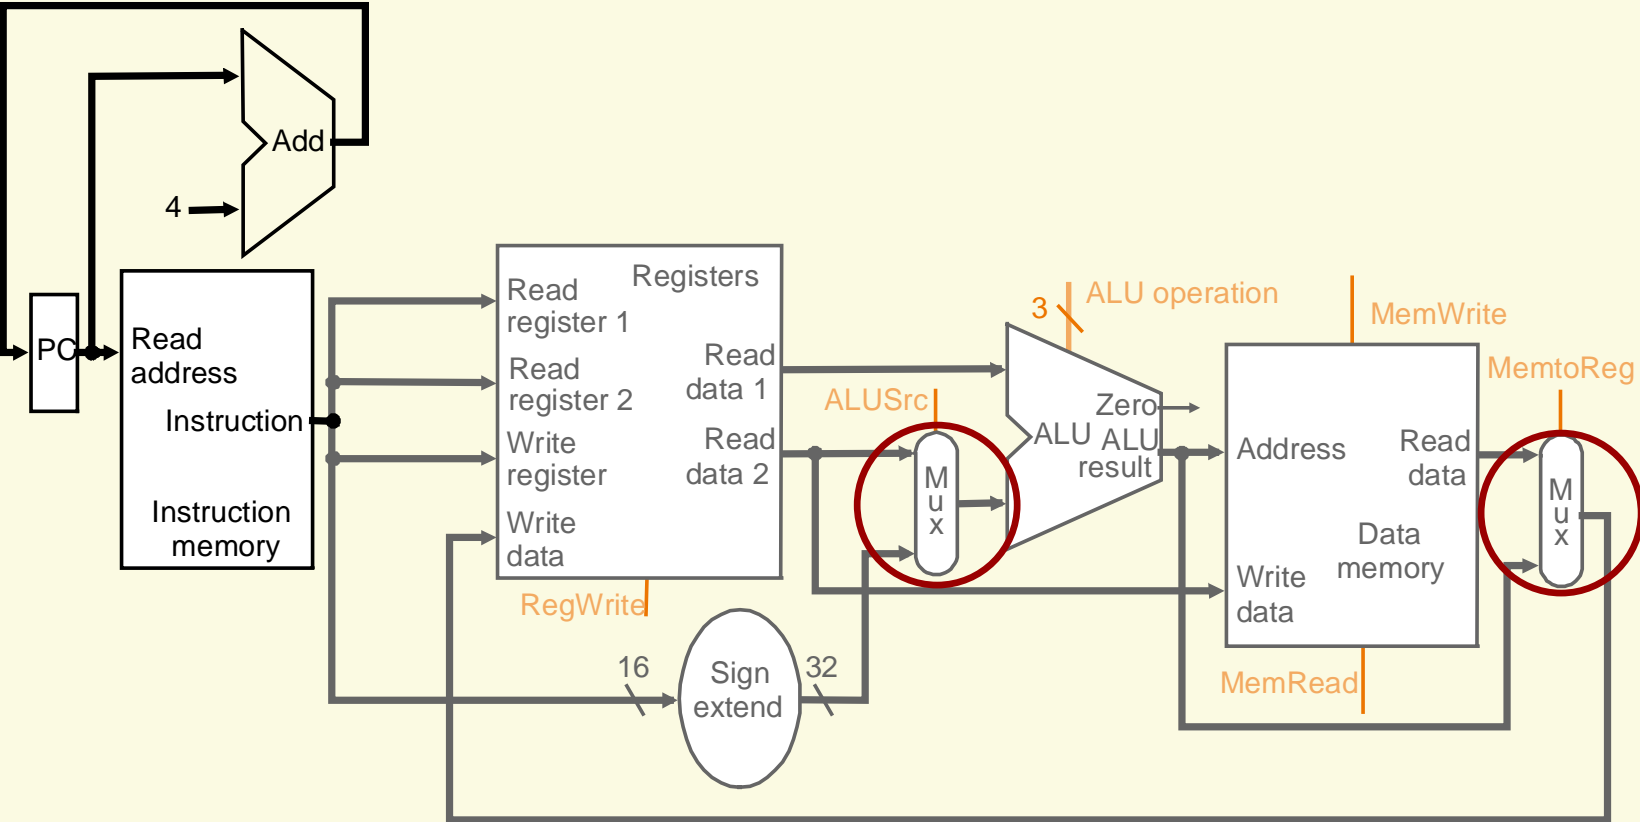 Add
4
PC
Read
address
Instruction
Instruction
memory
Registers
Read
register 1
Read
register 2
Write
register
Write
data
Read
data 1
Read
data 2
RegWrite
16
Sign
extend
32
ALUSrc
M
u
x
3
ALU operation
Zero
ALU
ALU
result
MemWrite
Address
Read
data
Write
data
Data
memory
MemRead
MemtoReg
M
u
x